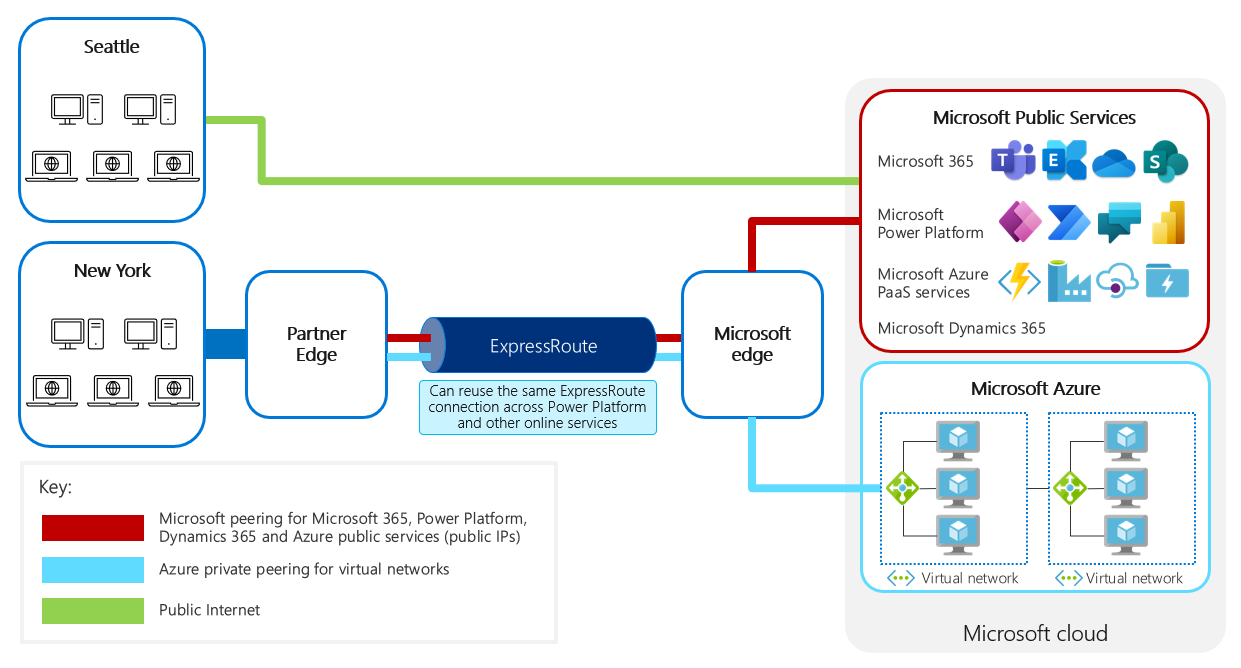 Seattle
New York
Partner
Edge
ExpressRoute
Can reuse the same ExpressRoute
connection across Power Platform
and other online services
Microsoft
edge
Microsoft Public Services
Microsoft 365
T
E
S
Microsoft
Power Platform
Microsoft Azure
PaaS services
Microsoft Dynamics 365
Microsoft Azure
Virtual network
Virtual network
Microsoft cloud
Key:
Microsoft peering for Microsoft 365, Power Platform,
Dynamics 365 and Azure public services (public IPs)
Azure private peering for virtual networks
Public Internet